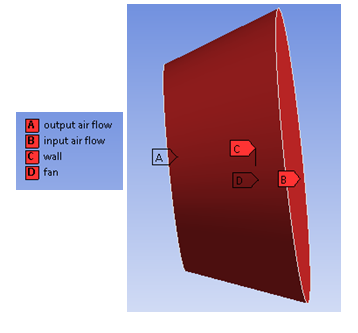 A output air flow
B input air flow
C wall
D fan
A
C
D
B